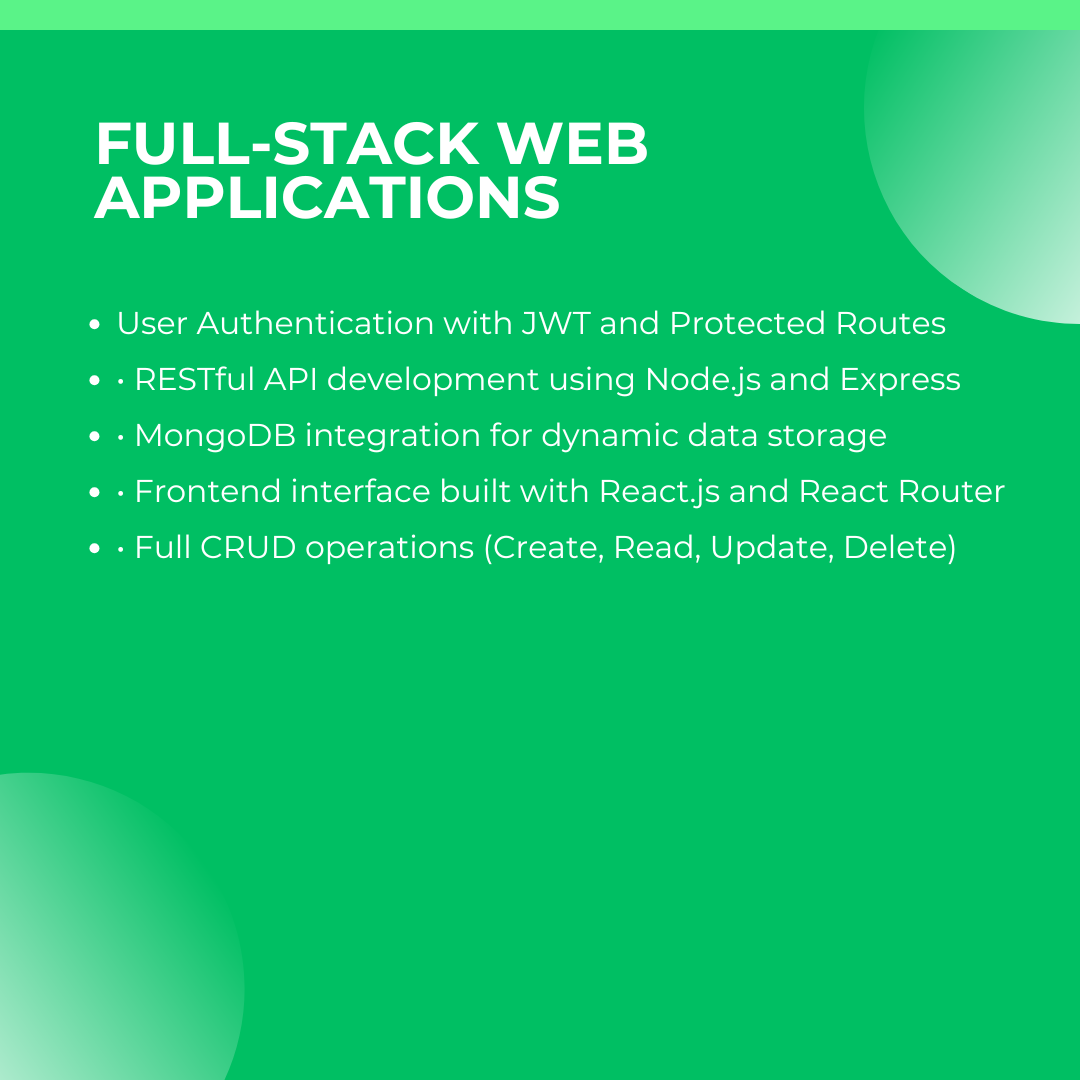 FULL-STACK WEB
APPLICATIONS
• User Authentication with JWT and Protected Routes
• • RESTful API development using Node.js and Express
• • MongoDB integration for dynamic data storage
• • Frontend interface built with React.js and React Router
• • Full CRUD operations (Create, Read, Update, Delete)